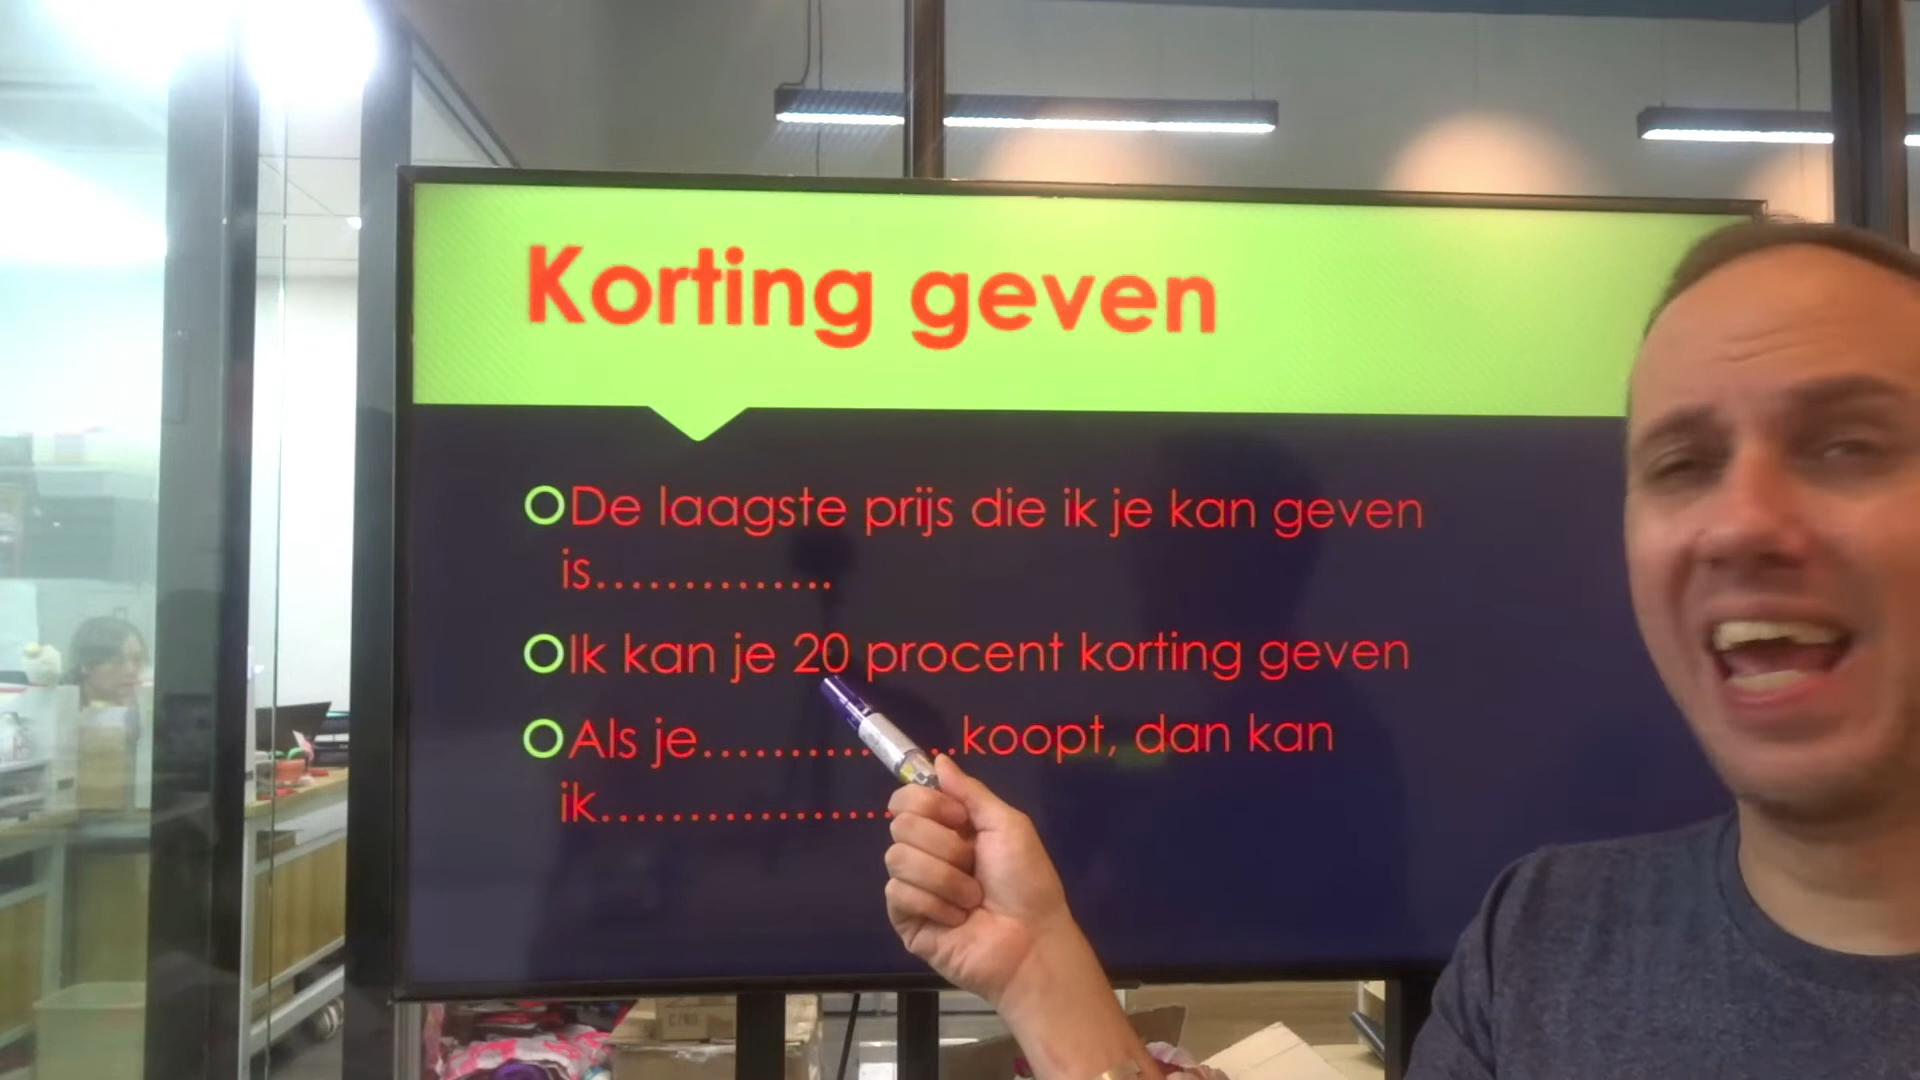 Korting geven
De laagste prijs die ik je kan geven
is..............
Ik kan je 20 procent korting geven
Als je.................koopt, dan kan
ik.................